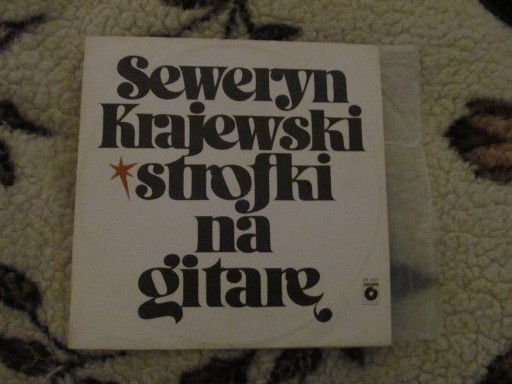 Seweryn
Krajewski
strofki
na
gitarę